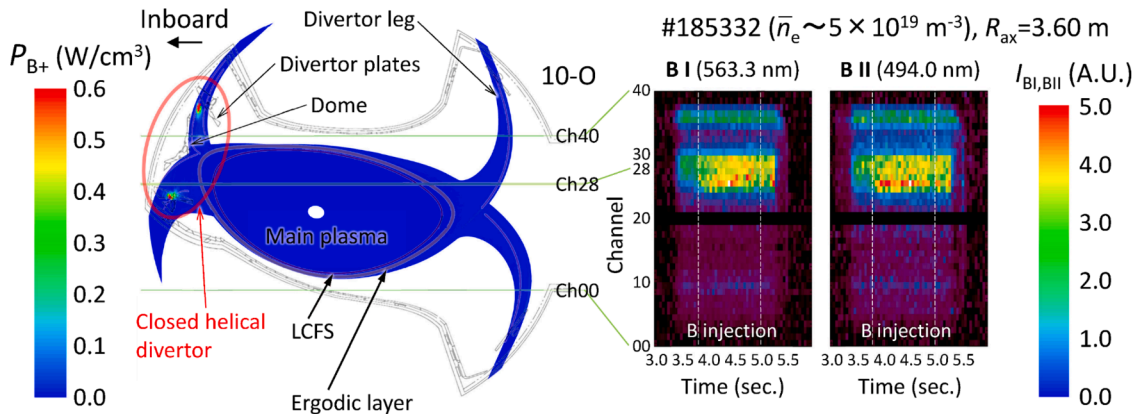 Inboard
P_B+ (W/cm³)
0.6
0.5
0.4
0.3
0.2
0.1
0.0
Divertor leg
Divertor plates
Dome
10-O
Ch40
Ch28
Ch00
Main plasma
Closed helical
divertor
LCFS
Ergodic layer
#185332 (n̅e～5 × 10¹⁹ m⁻³), Rax=3.60 m
B I (563.3 nm)
B II (494.0 nm)
Channel
40
30
28
20
10
00
B injection
B injection
3.0 3.5 4.0 4.5 5.0 5.5
3.0 3.5 4.0 4.5 5.0 5.5
Time (sec.)
Time (sec.)
I_BI,BII (A.U.)
5.0
4.0
3.0
2.0
1.0
0.0